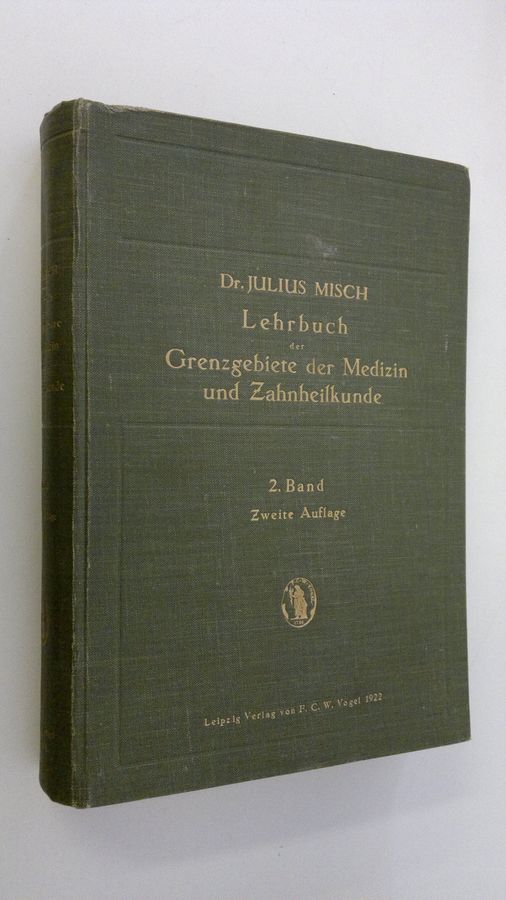 Dr. JULIUS MISCH
Lehrbuch
der
Grenzgebiete der Medizin
und Zahnheilkunde
2. Band
Zweite Auflage
Leipzig Verlag von F. C. W. Vogel 1922